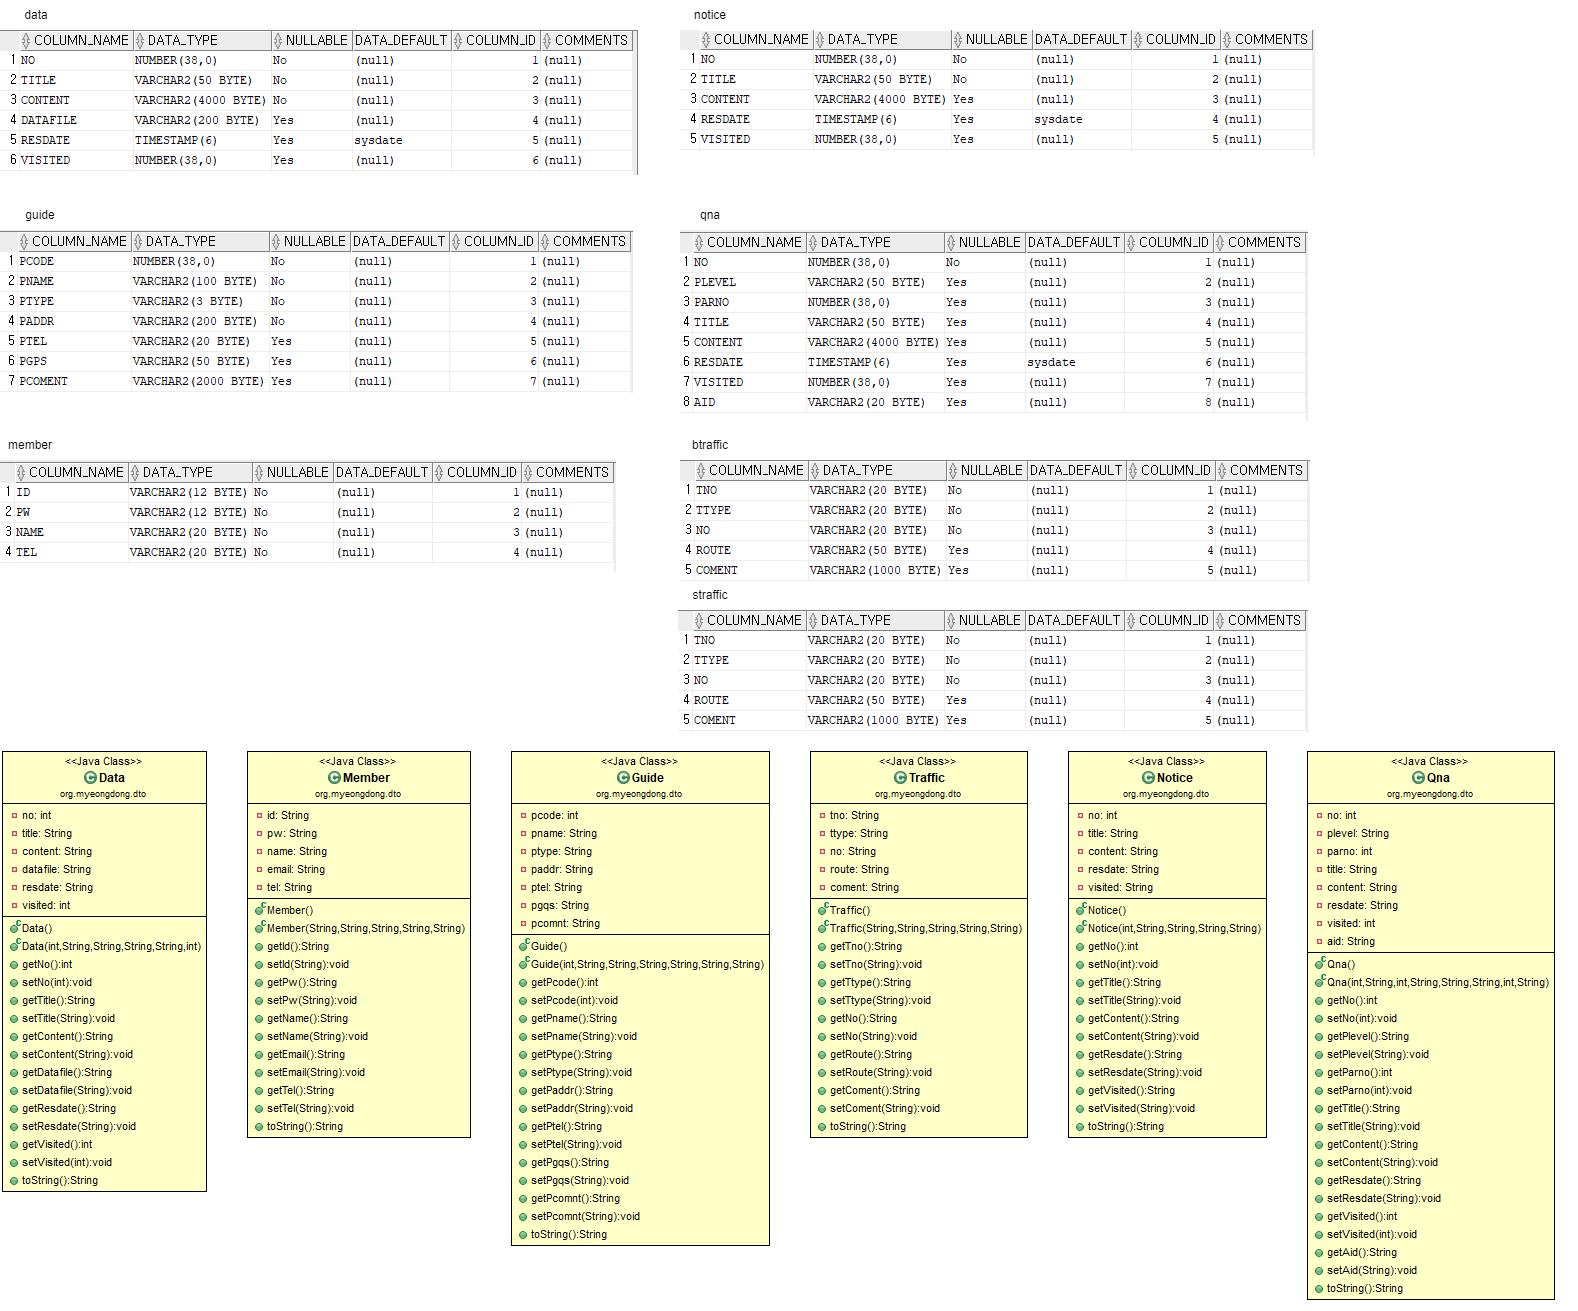 data
COLUMN_NAME DATA_TYPE NULLABLE DATA_DEFAULT COLUMN_ID COMMENTS
1 NO NUMBER(38,0) No (null) 1 (null)
2 TITLE VARCHAR2(50 BYTE) No (null) 2 (null)
3 CONTENT VARCHAR2(4000 BYTE) No (null) 3 (null)
4 DATAFILE VARCHAR2(200 BYTE) Yes (null) 4 (null)
5 RESDATE TIMESTAMP(6) Yes sysdate 5 (null)
6 VISITED NUMBER(38,0) Yes (null) 6 (null)
notice
COLUMN_NAME DATA_TYPE NULLABLE DATA_DEFAULT COLUMN_ID COMMENTS
1 NO NUMBER(38,0) No (null) 1 (null)
2 TITLE VARCHAR2(50 BYTE) No (null) 2 (null)
3 CONTENT VARCHAR2(4000 BYTE) Yes (null) 3 (null)
4 RESDATE TIMESTAMP(6) Yes sysdate 4 (null)
5 VISITED NUMBER(38,0) Yes (null) 5 (null)
guide
COLUMN_NAME DATA_TYPE NULLABLE DATA_DEFAULT COLUMN_ID COMMENTS
1 PCODE NUMBER(38,0) No (null) 1 (null)
2 PNAME VARCHAR2(100 BYTE) No (null) 2 (null)
3 PTYPE VARCHAR2(3 BYTE) No (null) 3 (null)
4 PADDR VARCHAR2(200 BYTE) No (null) 4 (null)
5 PTEL VARCHAR2(20 BYTE) Yes (null) 5 (null)
6 PGPS VARCHAR2(50 BYTE) Yes (null) 6 (null)
7 PCOMENT VARCHAR2(2000 BYTE) Yes (null) 7 (null)
qna
COLUMN_NAME DATA_TYPE NULLABLE DATA_DEFAULT COLUMN_ID COMMENTS
1 NO NUMBER(38,0) No (null) 1 (null)
2 PLEVEL VARCHAR2(50 BYTE) Yes (null) 2 (null)
3 PARNO NUMBER(38,0) Yes (null) 3 (null)
4 TITLE VARCHAR2(50 BYTE) Yes (null) 4 (null)
5 CONTENT VARCHAR2(4000 BYTE) Yes (null) 5 (null)
6 RESDATE TIMESTAMP(6) Yes sysdate 6 (null)
7 VISITED NUMBER(38,0) Yes (null) 7 (null)
8 AID VARCHAR2(20 BYTE) Yes (null) 8 (null)
member
COLUMN_NAME DATA_TYPE NULLABLE DATA_DEFAULT COLUMN_ID COMMENTS
1 ID VARCHAR2(12 BYTE) No (null) 1 (null)
2 PW VARCHAR2(12 BYTE) No (null) 2 (null)
3 NAME VARCHAR2(20 BYTE) No (null) 3 (null)
4 TEL VARCHAR2(20 BYTE) No (null) 4 (null)
btraffic
COLUMN_NAME DATA_TYPE NULLABLE DATA_DEFAULT COLUMN_ID COMMENTS
1 TNO VARCHAR2(20 BYTE) No (null) 1 (null)
2 TTYPE VARCHAR2(20 BYTE) No (null) 2 (null)
3 NO VARCHAR2(20 BYTE) No (null) 3 (null)
4 ROUTE VARCHAR2(50 BYTE) Yes (null) 4 (null)
5 COMENT VARCHAR2(1000 BYTE) Yes (null) 5 (null)
straffic
COLUMN_NAME DATA_TYPE NULLABLE DATA_DEFAULT COLUMN_ID COMMENTS
1 TNO VARCHAR2(20 BYTE) No (null) 1 (null)
2 TTYPE VARCHAR2(20 BYTE) No (null) 2 (null)
3 NO VARCHAR2(20 BYTE) No (null) 3 (null)
4 ROUTE VARCHAR2(50 BYTE) Yes (null) 4 (null)
5 COMENT VARCHAR2(1000 BYTE) Yes (null) 5 (null)
<<Java Class>>
C Data
org.myeongdong.dto
no: int
title: String
content: String
datafile: String
resdate: String
visited: int
Data()
Data(int,String,String,String,String,int)
getNo():int
setNo(int):void
getTitle():String
setTitle(String):void
getContent():String
setContent(String):void
getDatafile():String
setDatafile(String):void
getResdate():String
setResdate(String):void
getVisited():int
setVisited(int):void
toString():String
<<Java Class>>
C Member
org.myeongdong.dto
id: String
pw: String
name: String
email: String
tel: String
Member()
Member(String,String,String,String,String)
getId():String
setId(String):void
getPw():String
setPw(String):void
getName():String
setName(String):void
getEmail():String
setEmail(String):void
getTel():String
setTel(String):void
toString():String
<<Java Class>>
C Guide
org.myeongdong.dto
pcode: int
pname: String
ptype: String
paddr: String
ptel: String
pgqs: String
pcomnt: String
Guide()
Guide(int,String,String,String,String,String,String)
getPcode():int
setPcode(int):void
getPname():String
setPname(String):void
getPtype():String
setPtype(String):void
getPaddr():String
setPaddr(String):void
getPtel():String
setPtel(String):void
getPgqs():String
setPgqs(String):void
getPcomnt():String
setPcomnt(String):void
toString():String
<<Java Class>>
C Traffic
org.myeongdong.dto
tno: String
ttype: String
no: String
route: String
coment: String
Traffic()
Traffic(String,String,String,String,String)
getTno():String
setTno(String):void
getTtype():String
setTtype(String):void
getNo():String
setNo(String):void
getRoute():String
setRoute(String):void
getComent():String
setComent(String):void
toString():String
<<Java Class>>
C Notice
org.myeongdong.dto
no: int
title: String
content: String
resdate: String
visited: String
Notice()
Notice(int,String,String,String,String)
getNo():int
setNo(int):void
getTitle():String
setTitle(String):void
getContent():String
setContent(String):void
getResdate():String
setResdate(String):void
getVisited():String
setVisited(String):void
toString():String
<<Java Class>>
C Qna
org.myeongdong.dto
no: int
plevel: String
parno: int
title: String
content: String
resdate: String
visited: int
aid: String
Qna()
Qna(int,String,int,String,String,String,int,String)
getNo():int
setNo(int):void
getPlevel():String
setPlevel(String):void
getParno():int
setParno(int):void
getTitle():String
setTitle(String):void
getContent():String
setContent(String):void
getResdate():String
setResdate(String):void
getVisited():int
setVisited(int):void
getAid():String
setAid(String):void
toString():String